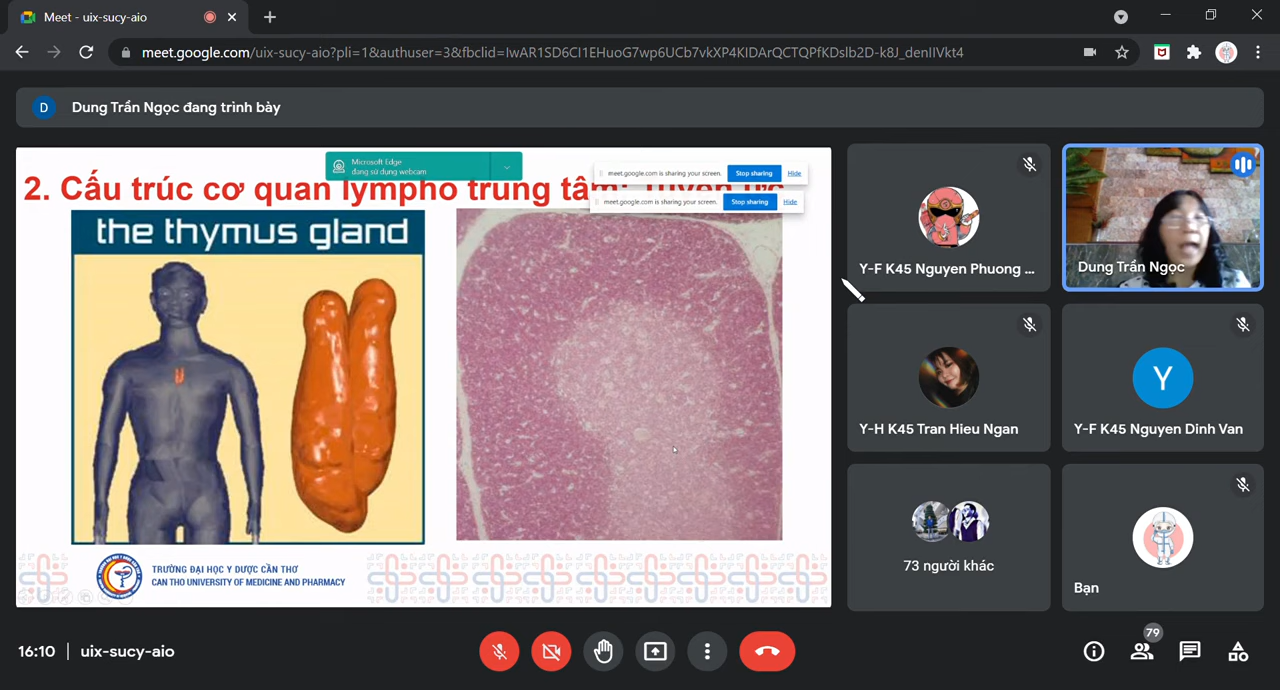 Meet - uix-sucy-aio
meet.google.com/uix-sucy-aio?pli=1&authuser=3&fbclid=IwAR1SD6CI1EHuoG7wp6UCb7vkXP4KIDArQCTQPfKDslb2D-k8J_denIIVkt4
D
Dung Trần Ngọc đang trình bày
Microsoft Edge
đang sử dụng webcam
meet.google.com is sharing your screen. Stop sharing Hide
meet.google.com is sharing your screen. Stop sharing Hide
2. Cấu trúc cơ quan lympho trung tâm:
the thymus gland
TRƯỜNG ĐẠI HỌC Y DƯỢC CẦN THƠ
CAN THO UNIVERSITY OF MEDICINE AND PHARMACY
Y-F K45 Nguyen Phuong ...
Dung Trần Ngọc
Y-H K45 Tran Hieu Ngan
Y
Y-F K45 Nguyen Dinh Van
73 người khác
Bạn
16:10 | uix-sucy-aio
79